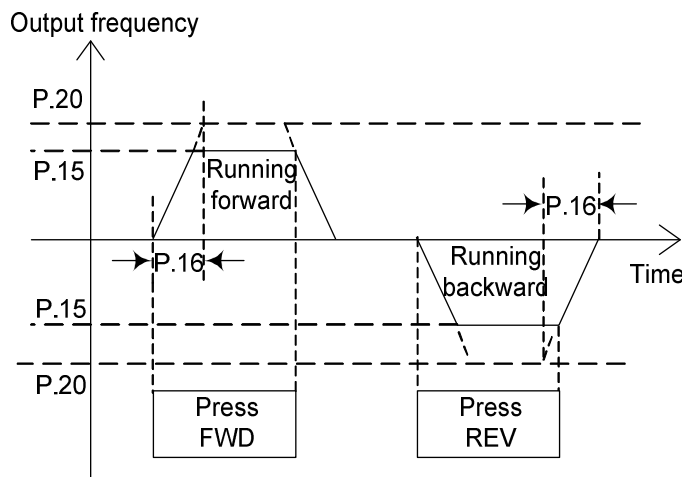 Output frequency
P.20
P.15
Running
forward
P.16
P.16
Running
backward
Time
P.15
P.20
Press
FWD
Press
REV